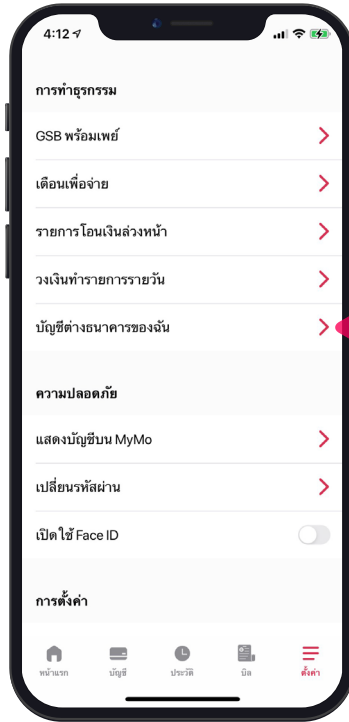 4:12
การทำธุรกรรม
GSB พร้อมเพย์
เตือนเพื่อจ่าย
รายการโอนเงินล่วงหน้า
วงเงินทำรายการรายวัน
บัญชีต่างธนาคารของฉัน
ความปลอดภัย
แสดงบัญชีบน MyMo
เปลี่ยนรหัสผ่าน
เปิดใช้ Face ID
การตั้งค่า
หน้าแรก บัญชี ประวัติ บิล ตั้งค่า